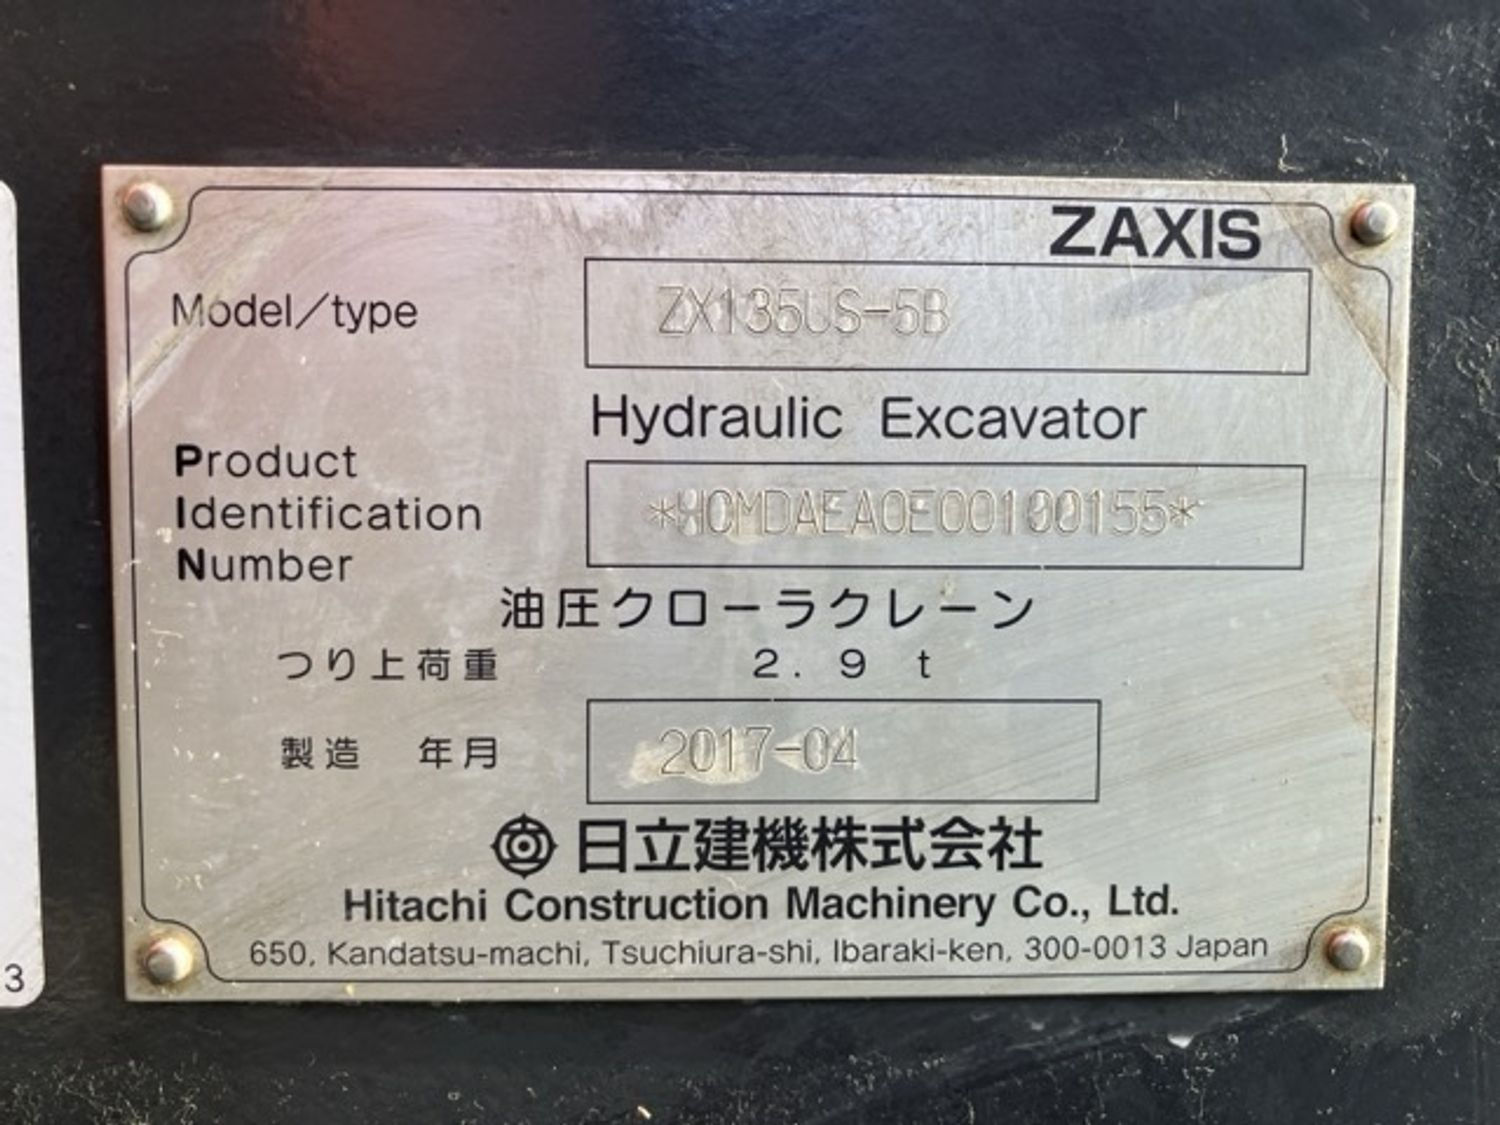 ZAXIS
Model/type ZX135US-5B
Hydraulic Excavator
Product
Identification
Number
*HCMDAEA0E00100155*
油圧クローラクレーン
つり上荷重 2.9 t
製造 年月 2017-04
日立建機株式会社
Hitachi Construction Machinery Co., Ltd.
650, Kandatsu-machi, Tsuchiura-shi, Ibaraki-ken, 300-0013 Japan
3